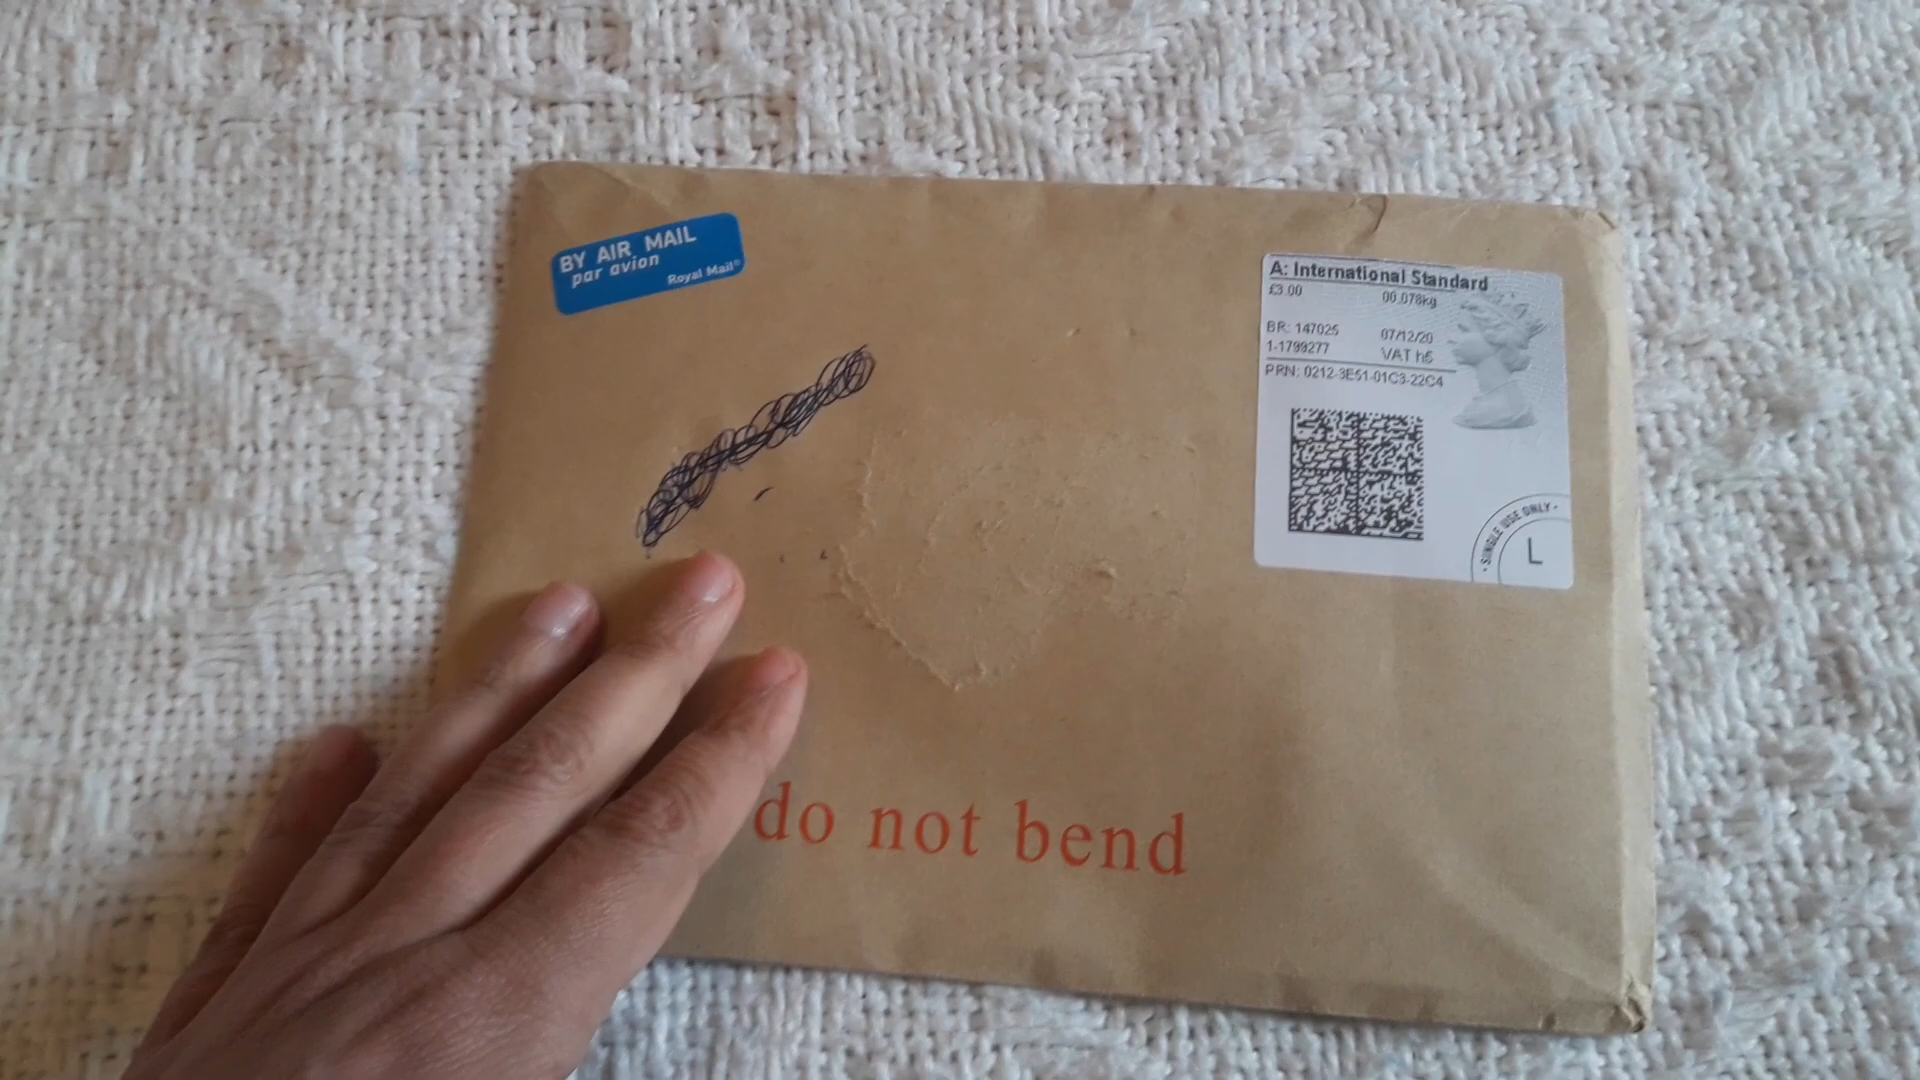 BY AIR MAIL
par avion
Royal Mail®
A: International Standard
£3.00 00.078kg
BR: 147025 07/12/20
1-1799277 VAT h5
PRN: 0212-3E51-01C3-22C4
· SINGLE USE ONLY ·
L
do not bend